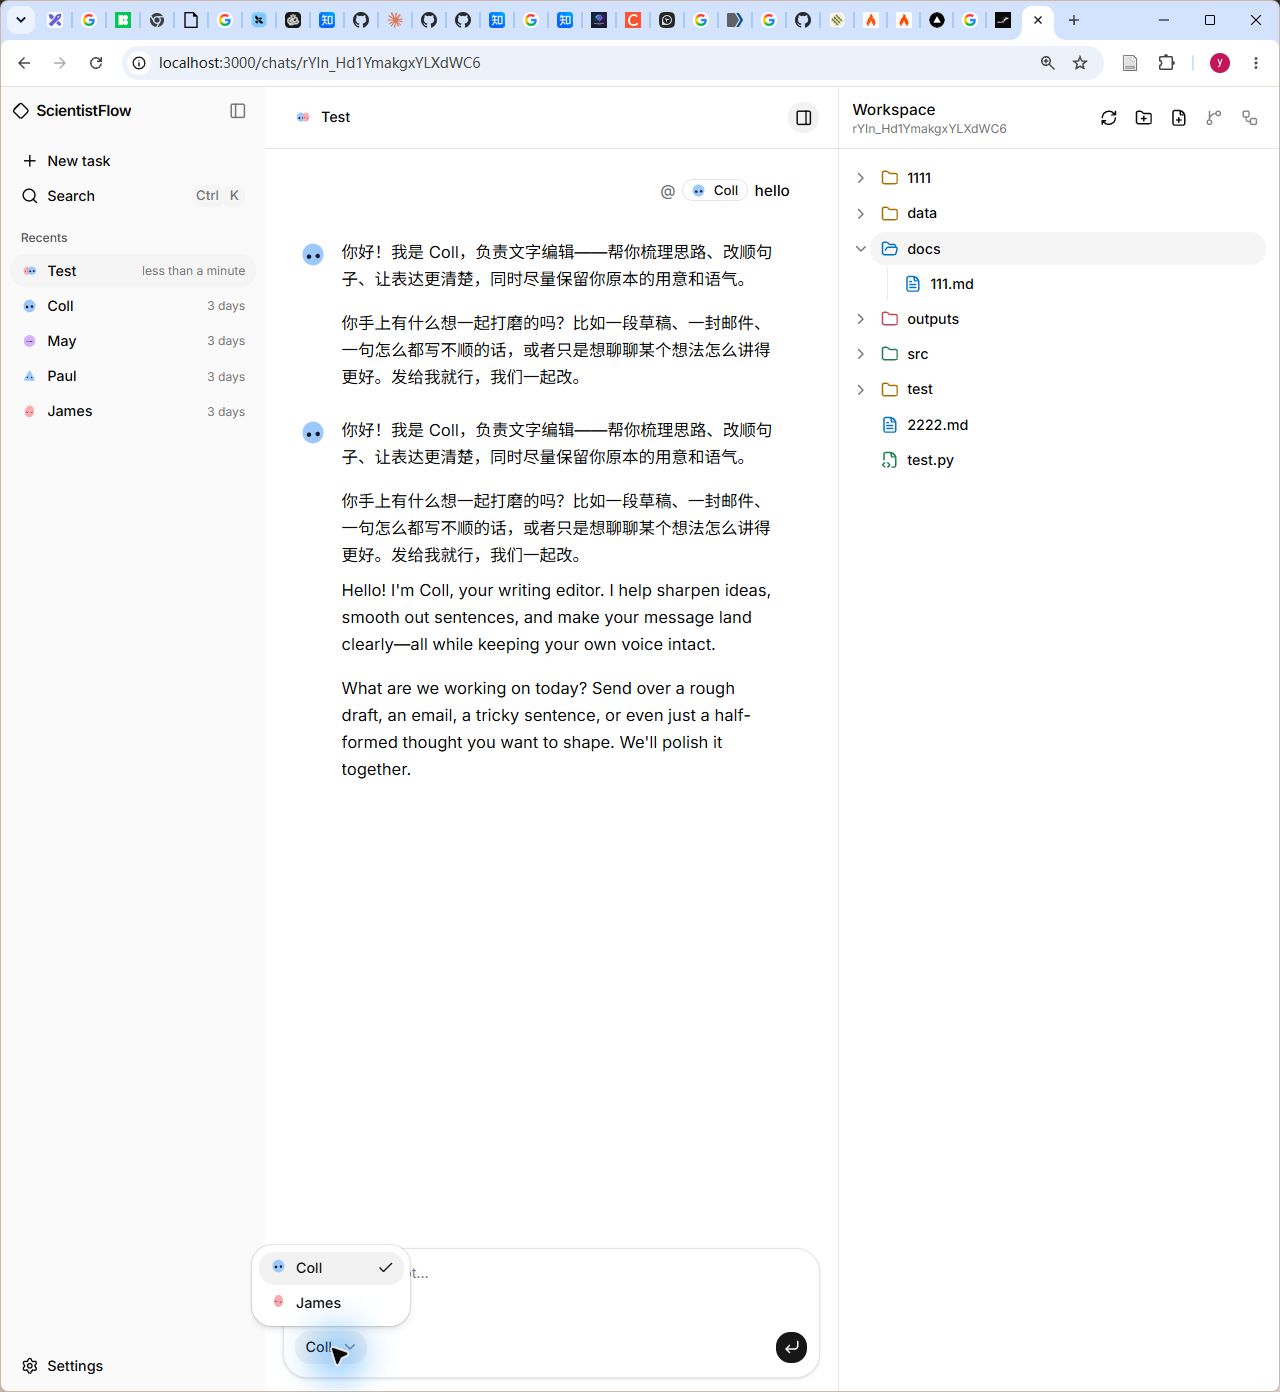 localhost:3000/chats/rYln_Hd1YmakgxYLXdWC6
y
ScientistFlow
New task
Search Ctrl K
Recents
Test less than a minute
Coll 3 days
May 3 days
Paul 3 days
James 3 days
Settings
Test
@ Coll hello
你好！我是 Coll，负责文字编辑——帮你梳理思路、改顺句
子、让表达更清楚，同时尽量保留你原本的用意和语气。
你手上有什么想一起打磨的吗？比如一段草稿、一封邮件、
一句怎么都写不顺的话，或者只是想聊聊某个想法怎么讲得
更好。发给我就行，我们一起改。
你好！我是 Coll，负责文字编辑——帮你梳理思路、改顺句
子、让表达更清楚，同时尽量保留你原本的用意和语气。
你手上有什么想一起打磨的吗？比如一段草稿、一封邮件、
一句怎么都写不顺的话，或者只是想聊聊某个想法怎么讲得
更好。发给我就行，我们一起改。
Hello! I'm Coll, your writing editor. I help sharpen ideas,
smooth out sentences, and make your message land
clearly—all while keeping your own voice intact.
What are we working on today? Send over a rough
draft, an email, a tricky sentence, or even just a half-
formed thought you want to shape. We'll polish it
together.
Coll
James
Coll
Workspace
rYln_Hd1YmakgxYLXdWC6
1111
data
docs
111.md
outputs
src
test
2222.md
test.py